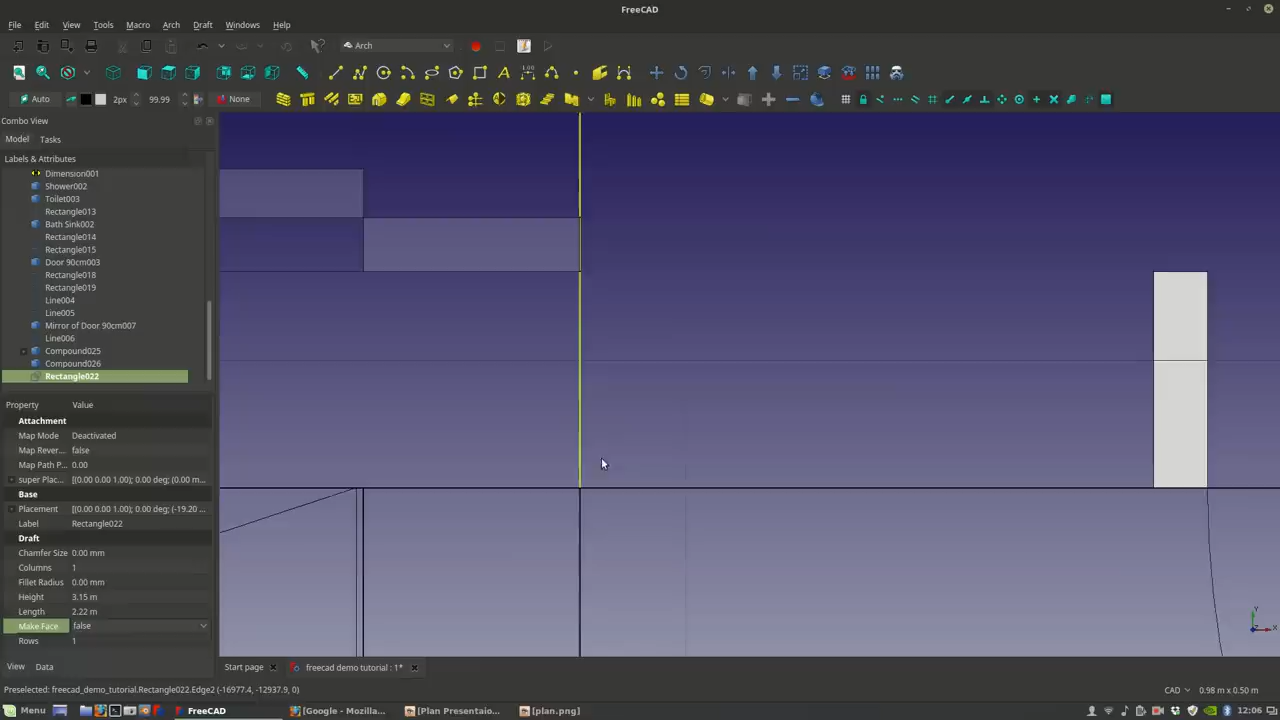 FreeCAD
File Edit View Tools Macro Arch Draft Windows Help
Arch
Auto 2px 99.99 None
Combo View
Model Tasks
Labels & Attributes
Dimension001
Shower002
Toilet003
Rectangle013
Bath Sink002
Rectangle014
Rectangle015
Door 90cm003
Rectangle018
Rectangle019
Line004
Line005
Mirror of Door 90cm007
Line006
Compound025
Compound026
Rectangle022
Property Value
Attachment
Map Mode Deactivated
Map Rever... false
Map Path P... 0.00
super Plac... [(0.00 0.00 1.00); 0.00 deg; (0.00 m...
Base
Placement [(0.00 0.00 1.00); 0.00 deg; (-19.20 ...
Label Rectangle022
Draft
Chamfer Size 0.00 mm
Columns 1
Fillet Radius 0.00 mm
Height 3.15 m
Length 2.22 m
Make Face false
Rows 1
View Data
Start page freecad demo tutorial : 1*
Y
X
Preselected: freecad_demo_tutorial.Rectangle022.Edge2 (-16977.4, -12937.9, 0) CAD 0.98 m x 0.50 m
Menu FreeCAD [Google - Mozilla... [Plan Presentaio... [plan.png] 12:06